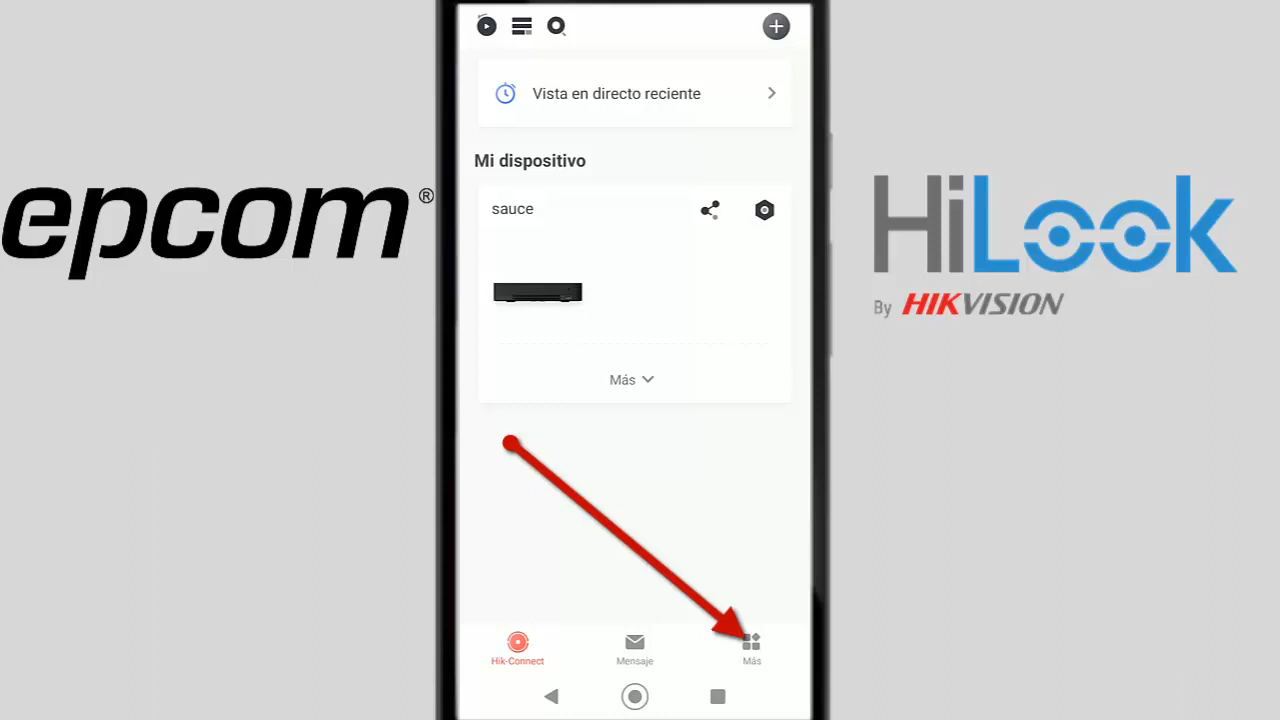 epcom®
Vista en directo reciente
Mi dispositivo
sauce
Más
Hik-Connect
Mensaje
Más
HiLook
By HIKVISION